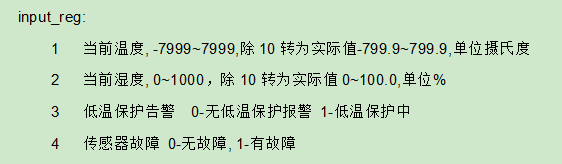 input_reg:
1 当前温度, -7999~7999,除 10 转为实际值-799.9~799.9,单位摄氏度
2 当前湿度, 0~1000，除 10 转为实际值 0~100.0,单位%
3 低温保护告警 0-无低温保护报警 1-低温保护中
4 传感器故障 0-无故障, 1-有故障